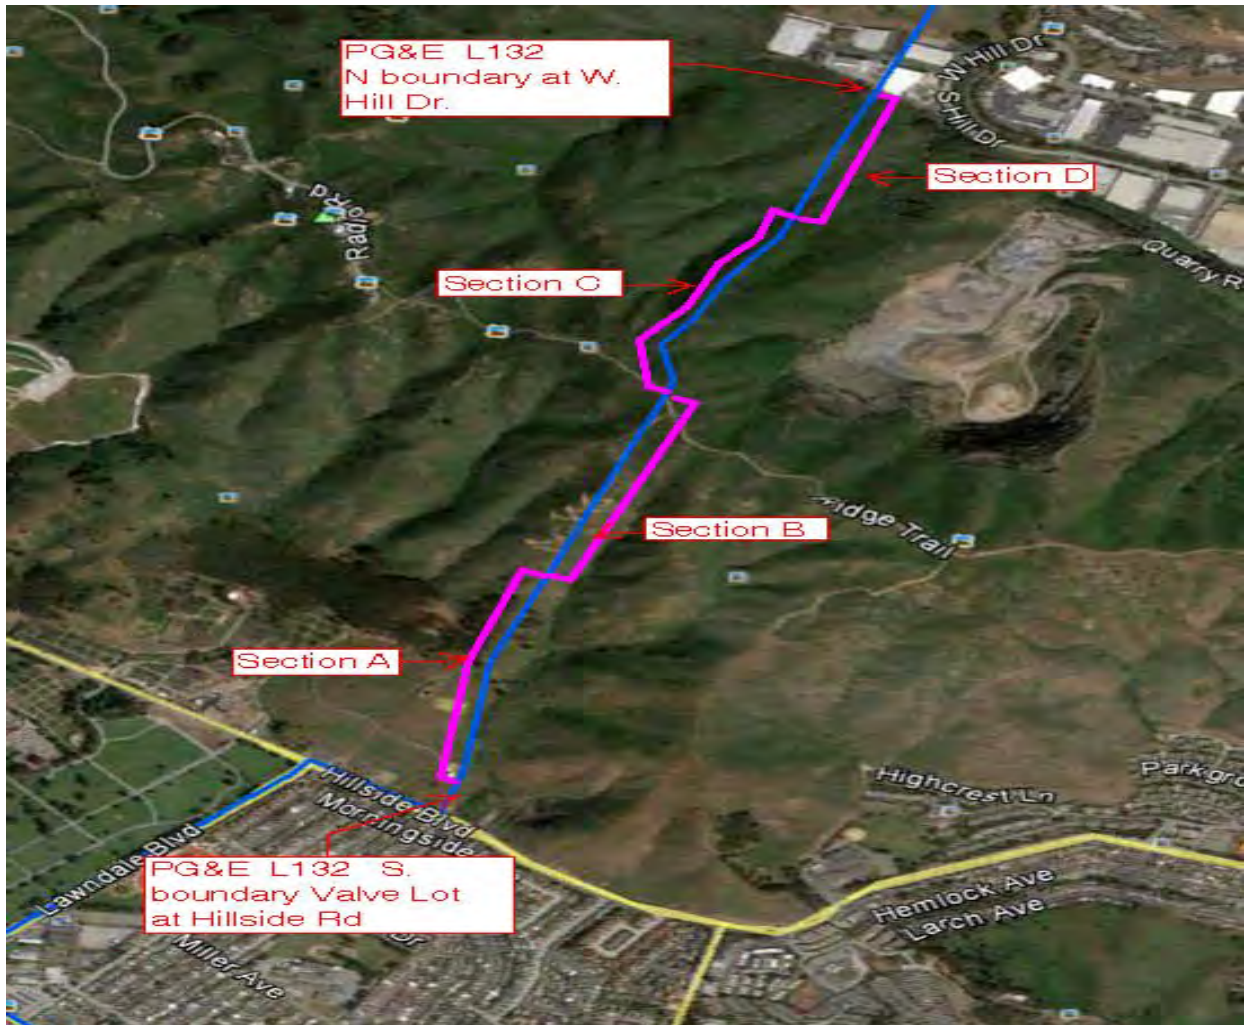 PG&E L132
N boundary at W.
Hill Dr.
S W Hill Dr
S Hill Dr
Section D
Radio Rd
Quarry R
Section C
Ridge Trail
Section B
Section A
Highcrest Ln
Parkgro
Hillside Blvd
Morningside
Lawndale Blvd
PG&E L132 S.
boundary Valve Lot
at Hillside Rd
Dr
Hemlock Ave
Larch Ave
Miller Ave